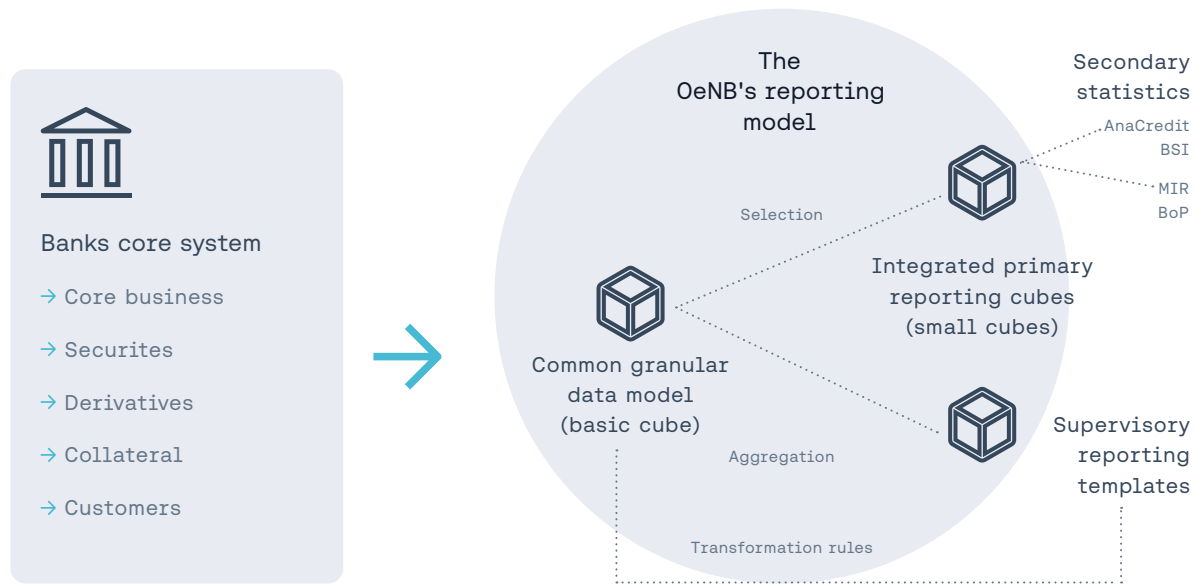 Banks core system
Core business
Securites
Derivatives
Collateral
Customers
The
OeNB's reporting
model
Selection
Common granular
data model
(basic cube)
Aggregation
Transformation rules
Integrated primary
reporting cubes
(small cubes)
Secondary
statistics
AnaCredit
BSI
MIR
BoP
Supervisory
reporting
templates